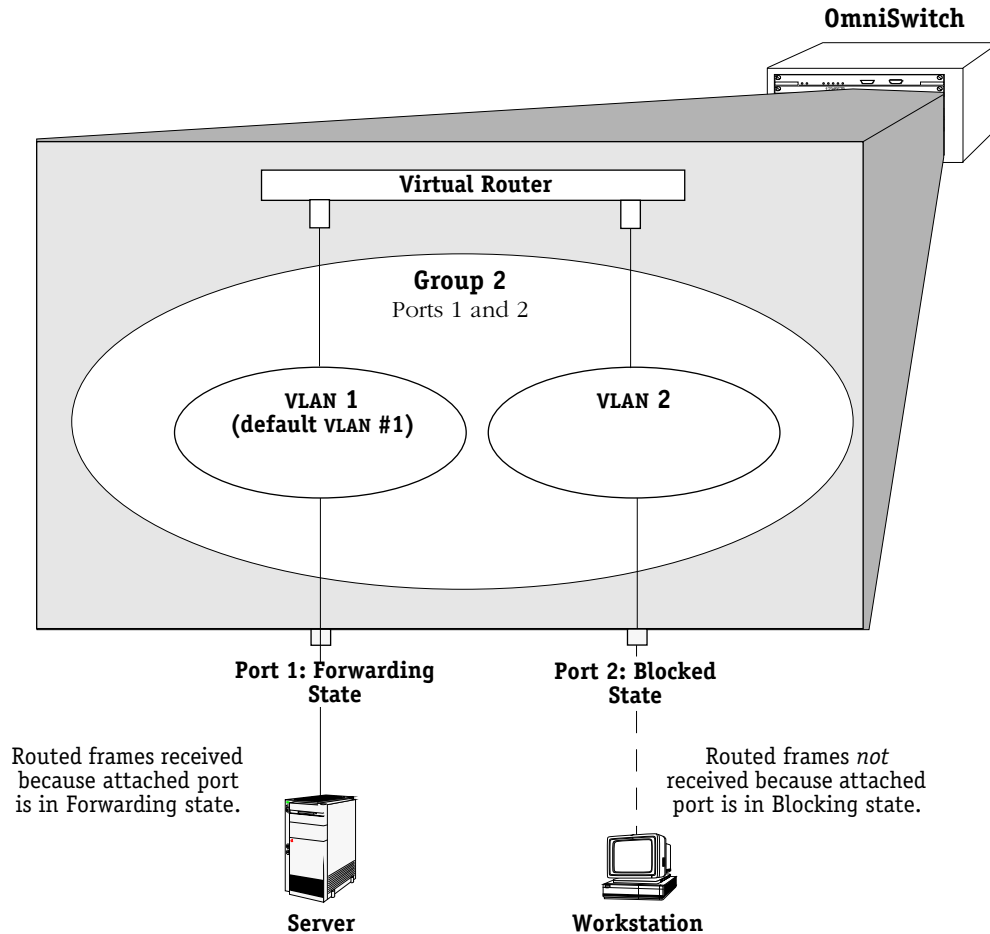 OmniSwitch
Virtual Router
Group 2
Ports 1 and 2
VLAN 1
(default VLAN #1)
VLAN 2
Port 1: Forwarding
State
Port 2: Blocked
State
Routed frames received
because attached port
is in Forwarding state.
Routed frames not
received because attached
port is in Blocking state.
Server
Workstation